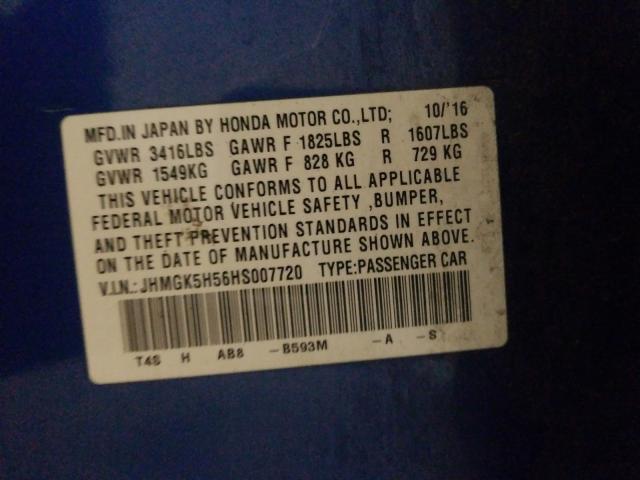 MFD.IN JAPAN BY HONDA MOTOR CO.,LTD; 10/'16
GVWR 3416LBS GAWR F 1825LBS R 1607LBS
GVWR 1549KG GAWR F 828 KG R 729 KG
THIS VEHICLE CONFORMS TO ALL APPLICABLE
FEDERAL MOTOR VEHICLE SAFETY ,BUMPER,
AND THEFT PREVENTION STANDARDS IN EFFECT
ON THE DATE OF MANUFACTURE SHOWN ABOVE.
V.I.N.: JHMGK5H56HS007720 TYPE:PASSENGER CAR
T4S H AB8 -B593M -A -S